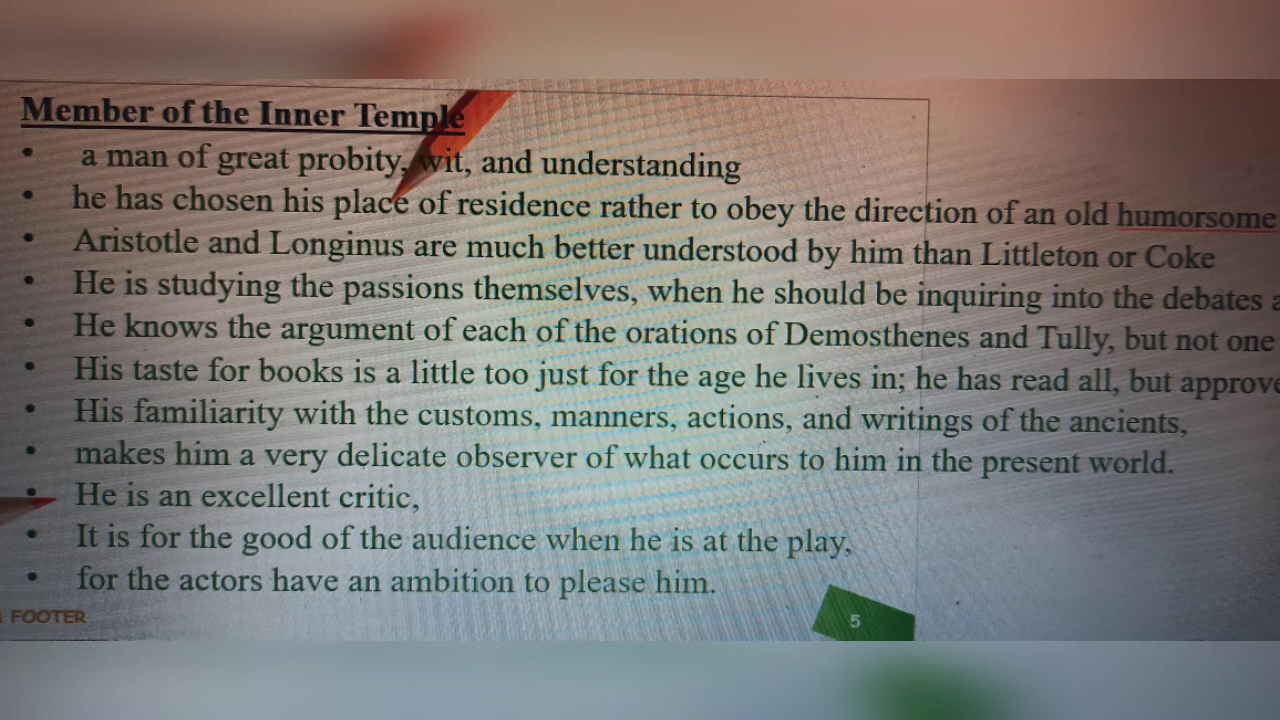 Member of the Inner Temple
• a man of great probity, wit, and understanding
• he has chosen his place of residence rather to obey the direction of an old humorsome
• Aristotle and Longinus are much better understood by him than Littleton or Coke
• He is studying the passions themselves, when he should be inquiring into the debates
• He knows the argument of each of the orations of Demosthenes and Tully, but not one
• His taste for books is a little too just for the age he lives in; he has read all, but approve
• His familiarity with the customs, manners, actions, and writings of the ancients,
• makes him a very delicate observer of what occurs to him in the present world.
• He is an excellent critic,
• It is for the good of the audience when he is at the play,
• for the actors have an ambition to please him.
FOOTER
5